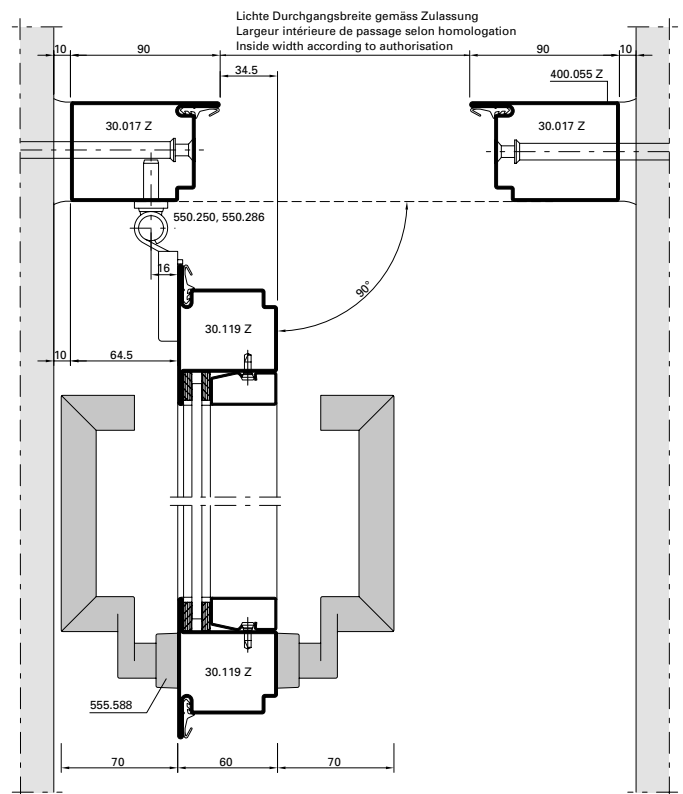 Lichte Durchgangsbreite gemäss Zulassung
Largeur intérieure de passage selon homologation
Inside width according to authorisation
10 90 90 10
34.5
400.055 Z
30.017 Z 30.017 Z
550.250, 550.286
16
90°
30.119 Z
10 64.5
30.119 Z
555.588
70 60 70